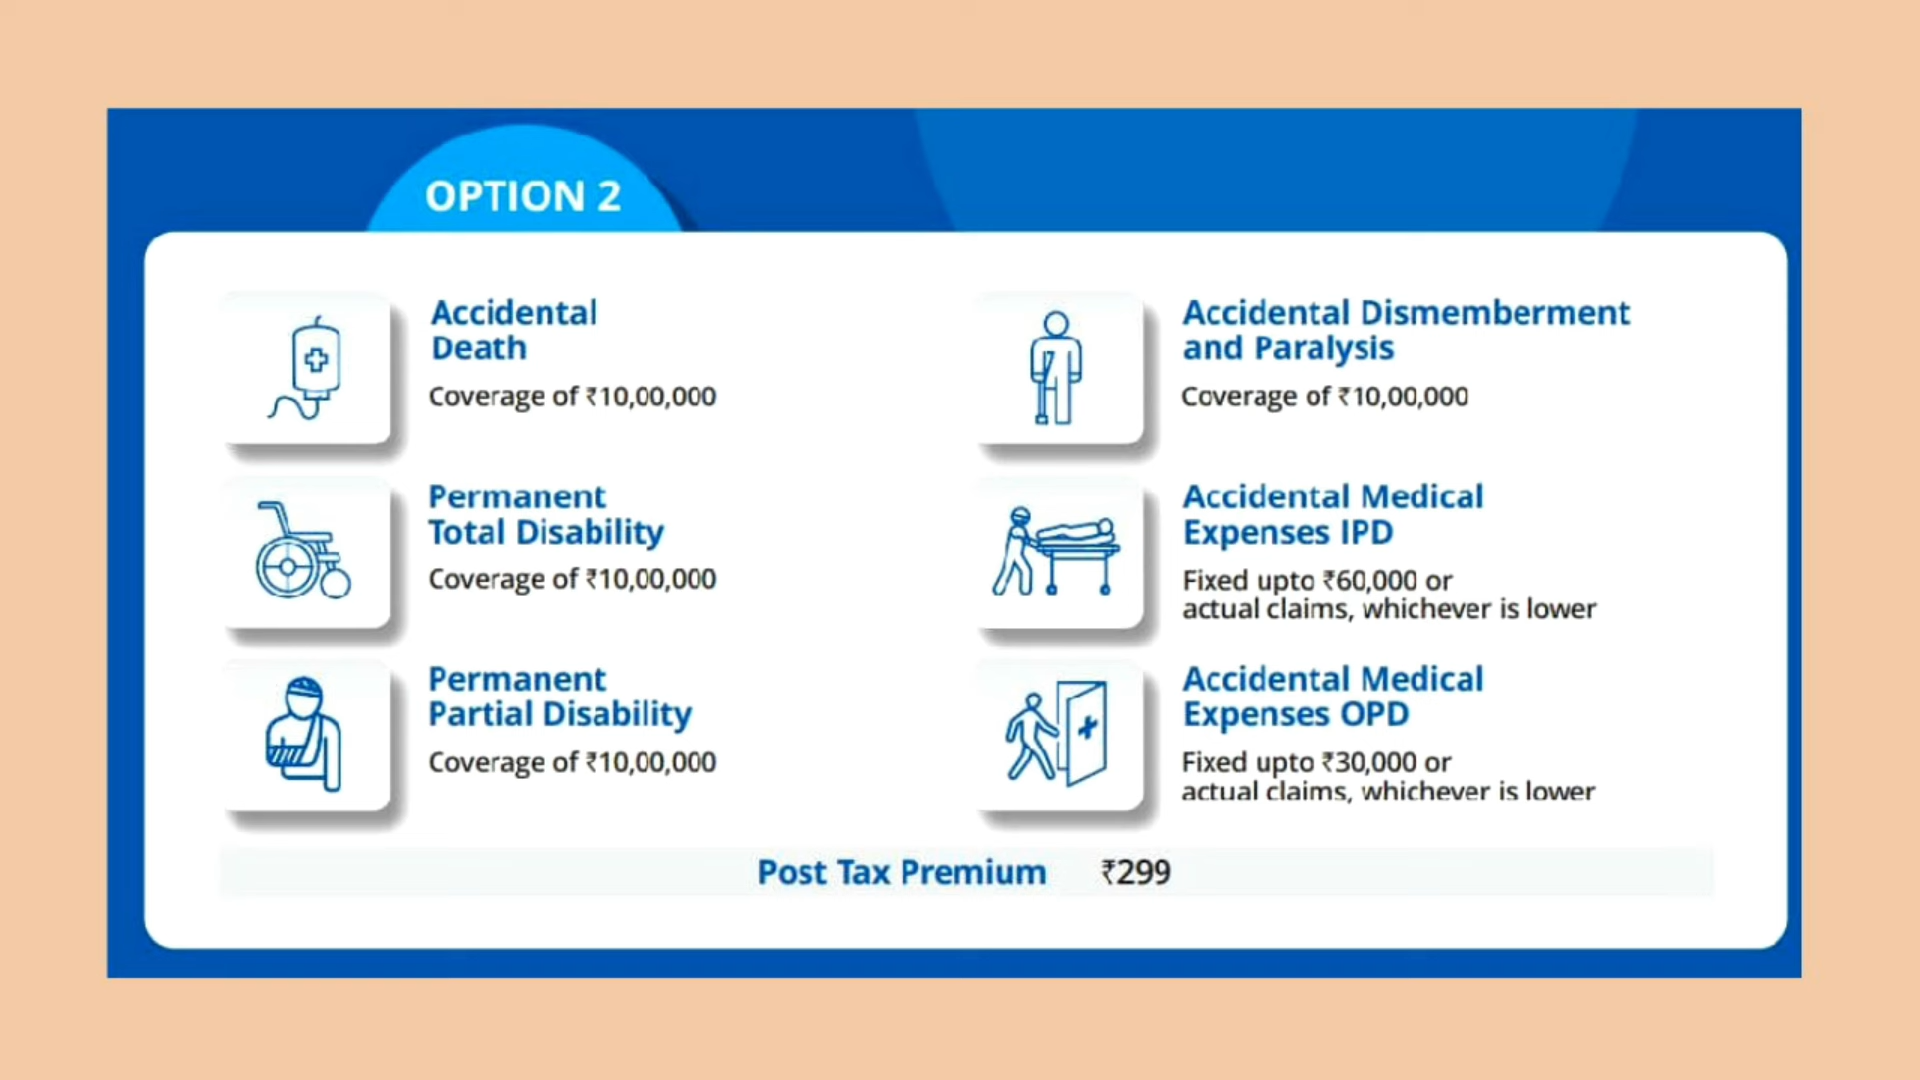 OPTION 2
Accidental
Death
Coverage of ₹10,00,000
Permanent
Total Disability
Coverage of ₹10,00,000
Permanent
Partial Disability
Coverage of ₹10,00,000
Accidental Dismemberment
and Paralysis
Coverage of ₹10,00,000
Accidental Medical
Expenses IPD
Fixed upto ₹60,000 or
actual claims, whichever is lower
Accidental Medical
Expenses OPD
Fixed upto ₹30,000 or
actual claims, whichever is lower
Post Tax Premium ₹299